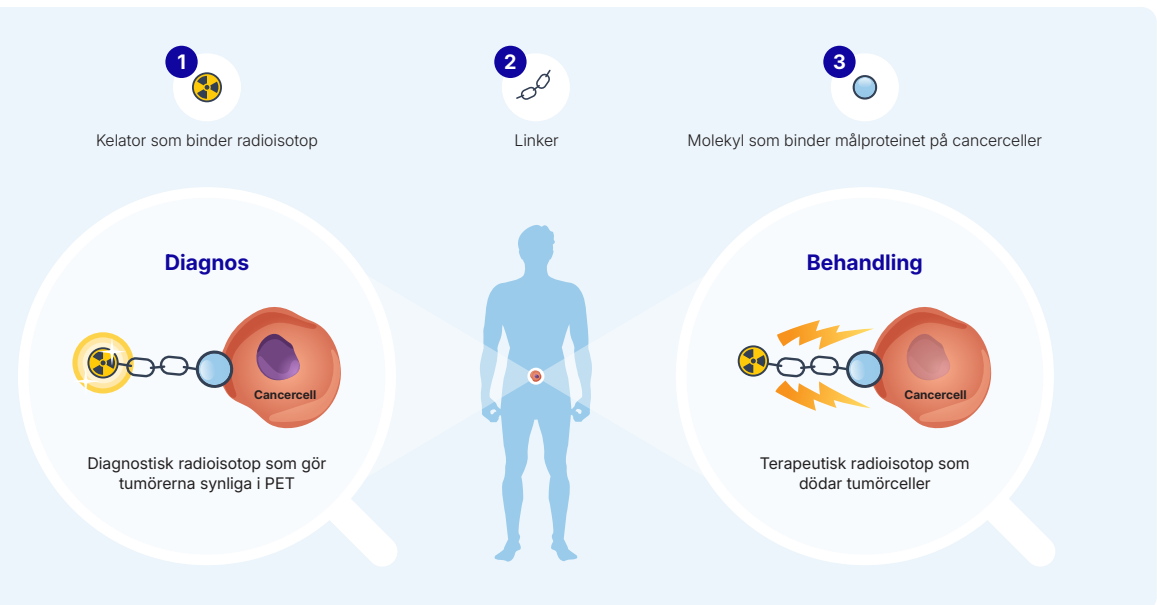 1
2
3
Kelator som binder radioisotop
Linker
Molekyl som binder målproteinet på cancerceller
Diagnos
Cancercell
Diagnostisk radioisotop som gör
tumörerna synliga i PET
Behandling
Cancercell
Terapeutisk radioisotop som
dödar tumörceller